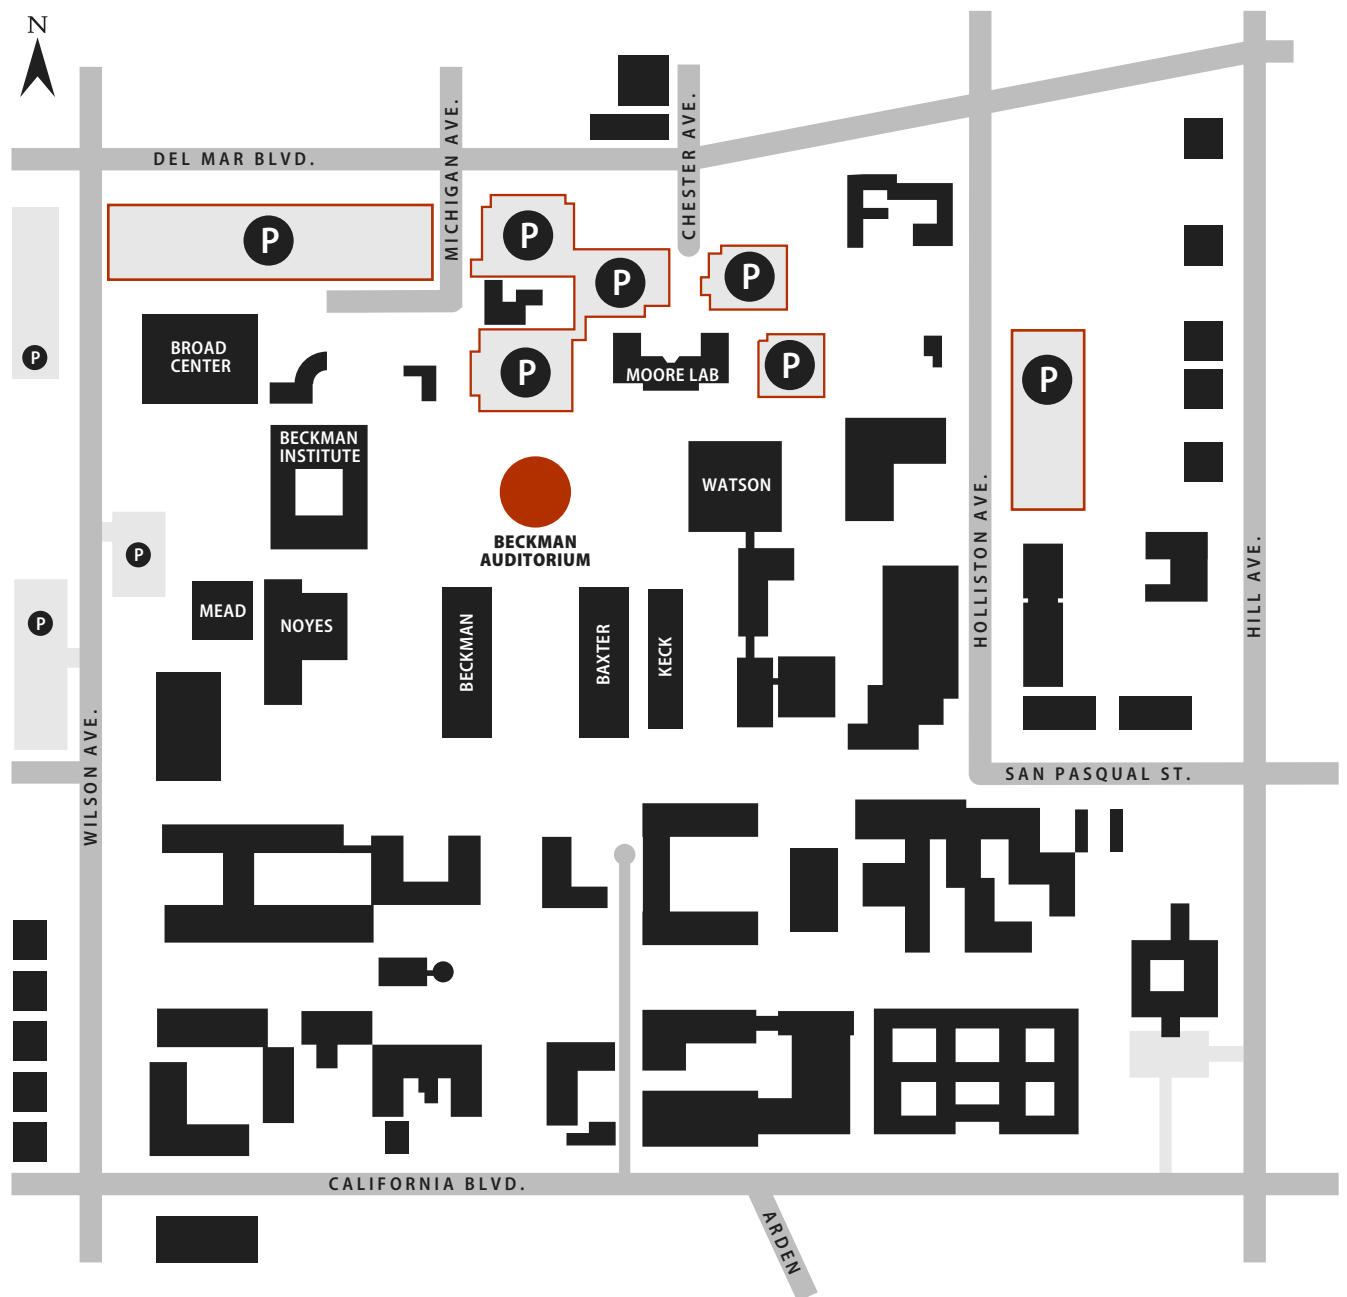 N
DEL MAR BLVD.
MICHIGAN AVE.
CHESTER AVE.
P
P
P
P
P
P
P
P
BROAD
CENTER
MOORE LAB
BECKMAN
INSTITUTE
WATSON
BECKMAN
AUDITORIUM
P
P
MEAD
NOYES
BECKMAN
BAXTER
KECK
HOLLISTON AVE.
HILL AVE.
WILSON AVE.
SAN PASQUAL ST.
CALIFORNIA BLVD.
ARDEN